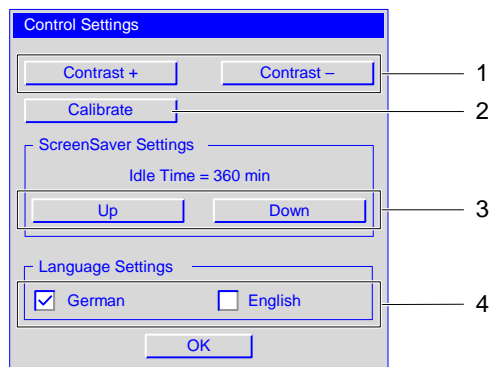 Control Settings
Contrast + Contrast – 1
Calibrate 2
ScreenSaver Settings
Idle Time = 360 min
Up Down 3
Language Settings
German English 4
OK